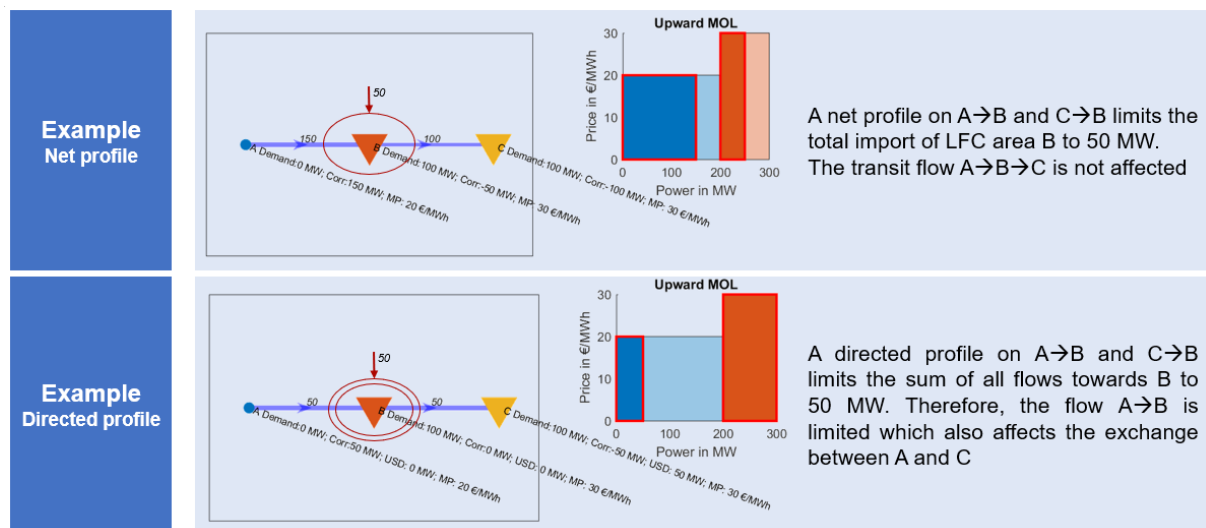 Example
Net profile
50
150
100
A Demand:0 MW; Corr:150 MW; MP: 20 €/MWh
B Demand:100 MW; Corr:-50 MW; MP: 30 €/MWh
C Demand:100 MW; Corr:-100 MW; MP: 30 €/MWh
Upward MOL
Price in €/MWh
30
20
10
0
0
100
200
300
Power in MW
A net profile on A→B and C→B limits the
total import of LFC area B to 50 MW.
The transit flow A→B→C is not affected
Example
Directed profile
50
50
50
A Demand:0 MW; Corr:50 MW; USD: 0 MW; MP: 20 €/MWh
B Demand:100 MW; Corr:0 MW; USD: 0 MW; MP: 30 €/MWh
C Demand:100 MW; Corr:-50 MW; USD: 50 MW; MP: 30 €/MWh
Upward MOL
Price in €/MWh
30
20
10
0
0
100
200
300
Power in MW
A directed profile on A→B and C→B
limits the sum of all flows towards B to
50 MW. Therefore, the flow A→B is
limited which also affects the exchange
between A and C